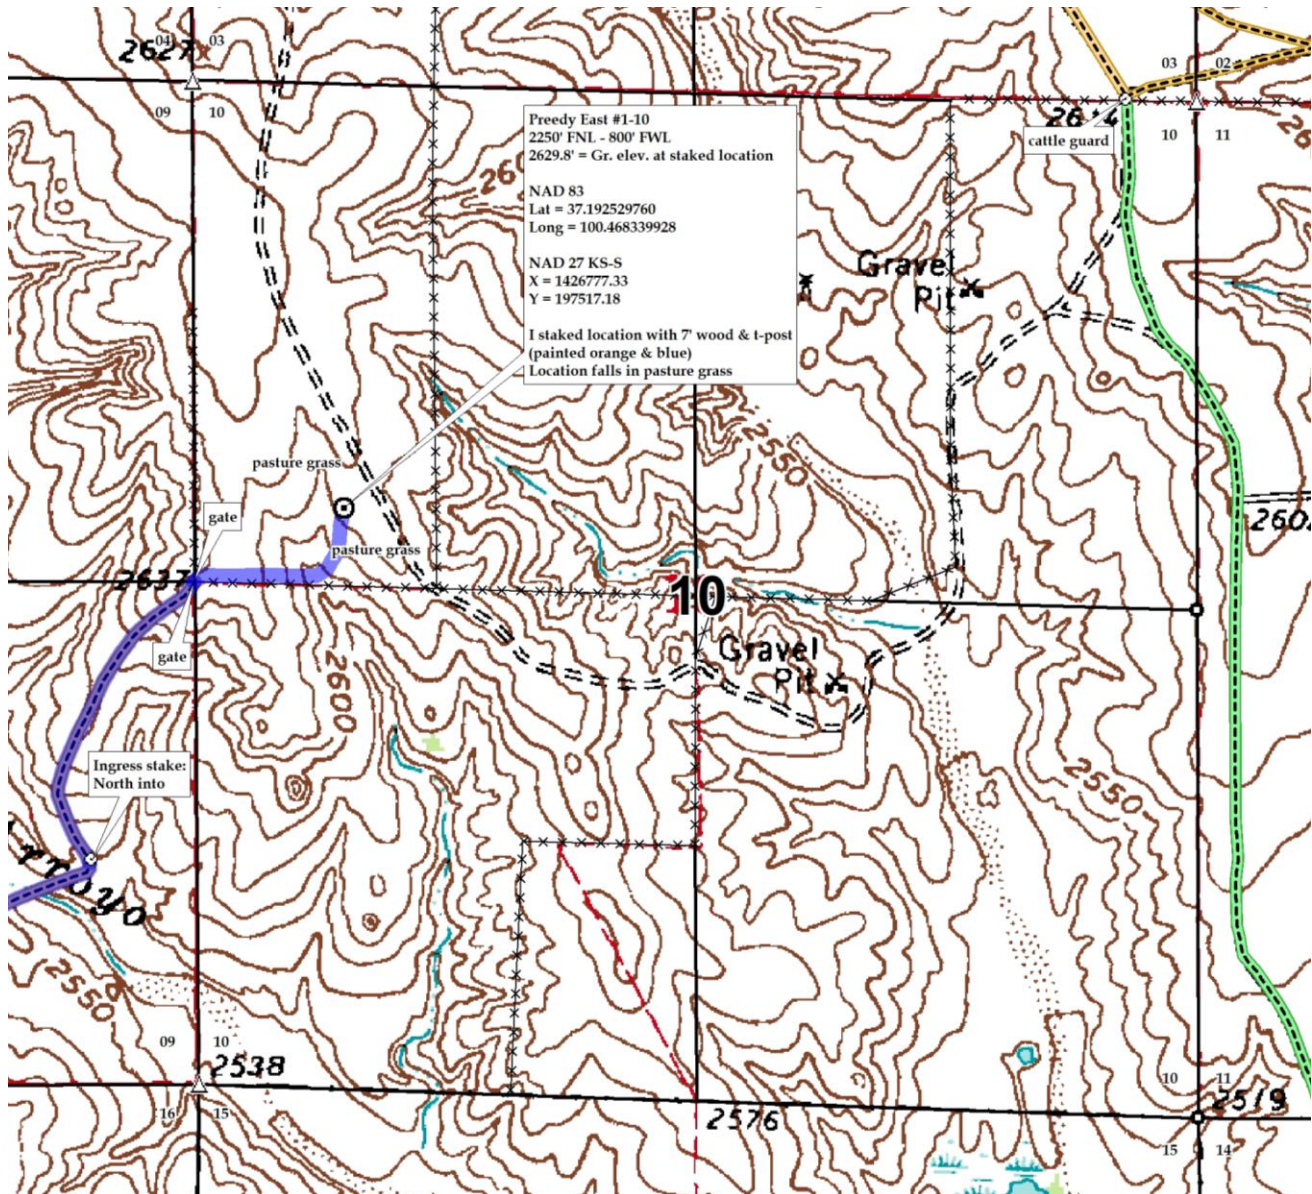 04 03
2627
03 02
09 10
2614
cattle guard
10 11
Preedy East #1-10
2250' FNL - 800' FWL
2629.8' = Gr. elev. at staked location
NAD 83
Lat = 37.192529760
Long = 100.468339928
NAD 27 KS-S
X = 1426777.33
Y = 197517.18
I staked location with 7' wood & t-post
(painted orange & blue)
Location falls in pasture grass
Gravel
Pit
2550
pasture grass
gate
pasture grass
2637
10
gate
2600
Gravel
Pit
Ingress stake:
North into
2550
rroyo
2550
09 10
2538
10 11
2519
16 15
2576
15 14